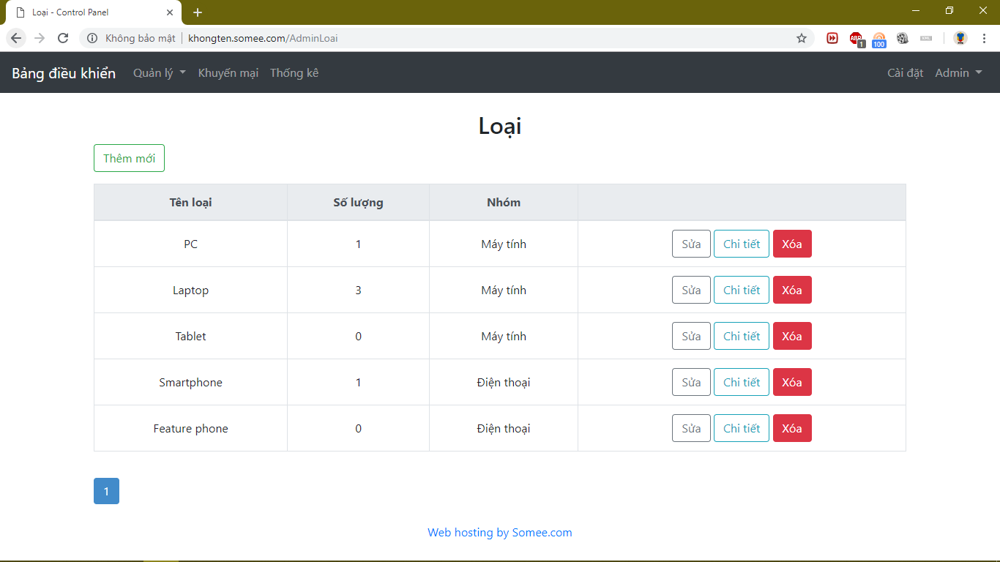 Loại - Control Panel
Không bảo mật khongten.somee.com/AdminLoai
ABP 1 100
Bảng điều khiển Quản lý Khuyến mại Thống kê Cài đặt Admin
Loại
Thêm mới
Tên loại Số lượng Nhóm
PC 1 Máy tính Sửa Chi tiết Xóa
Laptop 3 Máy tính Sửa Chi tiết Xóa
Tablet 0 Máy tính Sửa Chi tiết Xóa
Smartphone 1 Điện thoại Sửa Chi tiết Xóa
Feature phone 0 Điện thoại Sửa Chi tiết Xóa
1
Web hosting by Somee.com